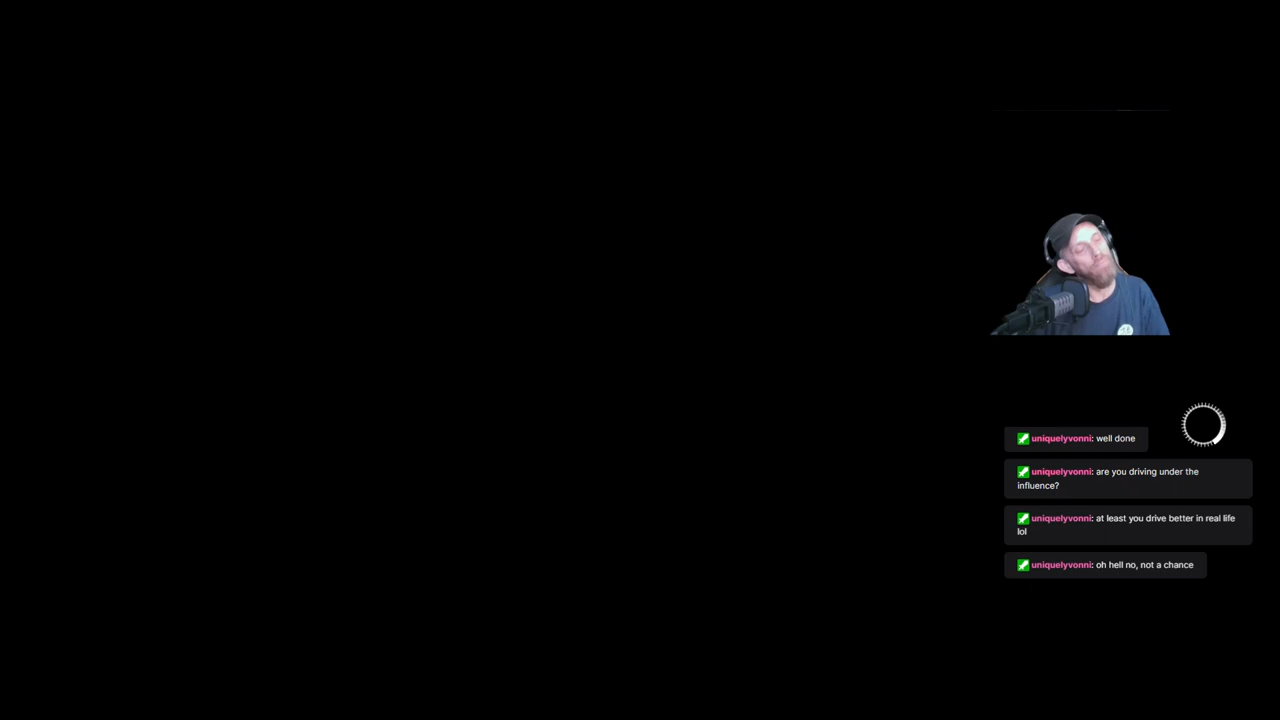 uniquelyvonni: well done
uniquelyvonni: are you driving under the
influence?
uniquelyvonni: at least you drive better in real life
lol
uniquelyvonni: oh hell no, not a chance